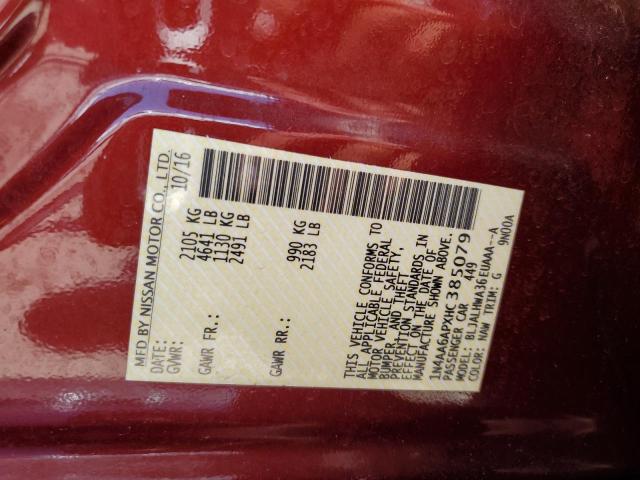 MFD BY NISSAN MOTOR CO., LTD.
DATE: 10/16
GVWR: 2105 KG
4641 LB
GAWR FR.: 1130 KG
2491 LB
GAWR RR.: 990 KG
2183 LB
THIS VEHICLE CONFORMS TO
ALL APPLICABLE FEDERAL
MOTOR VEHICLE SAFETY,
BUMPER, AND THEFT
PREVENTION STANDARDS IN
EFFECT ON THE DATE OF
MANUFACTURE SHOWN ABOVE.
1N4AA6APXHC385079
PASSENGER CAR 449
MODEL: BLJALHWA36EUAAA--A
COLOR: NAW TRIM: G 9N00A